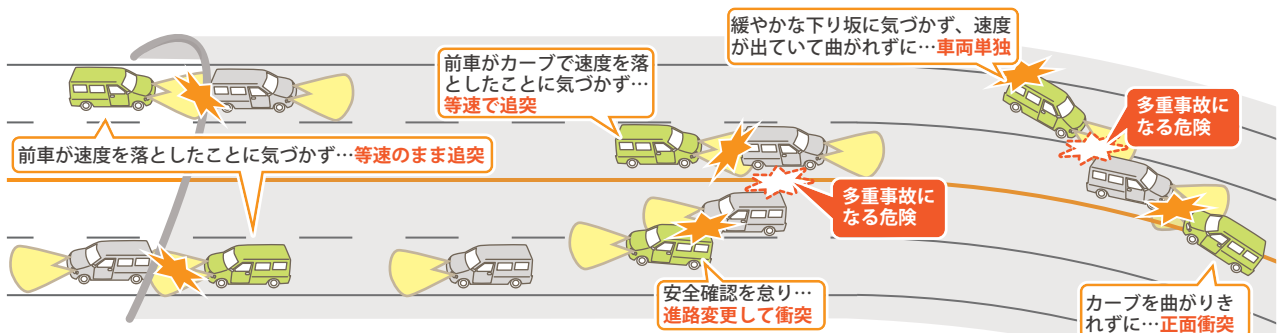 緩やかな下り坂に気づかず、速度
が出ていて曲がれずに…車両単独
前車がカーブで速度を落
としたことに気づかず…
等速で追突
多重事故に
なる危険
前車が速度を落としたことに気づかず…等速のまま追突
多重事故に
なる危険
安全確認を怠り…
進路変更して衝突
カーブを曲がりき
れずに…正面衝突